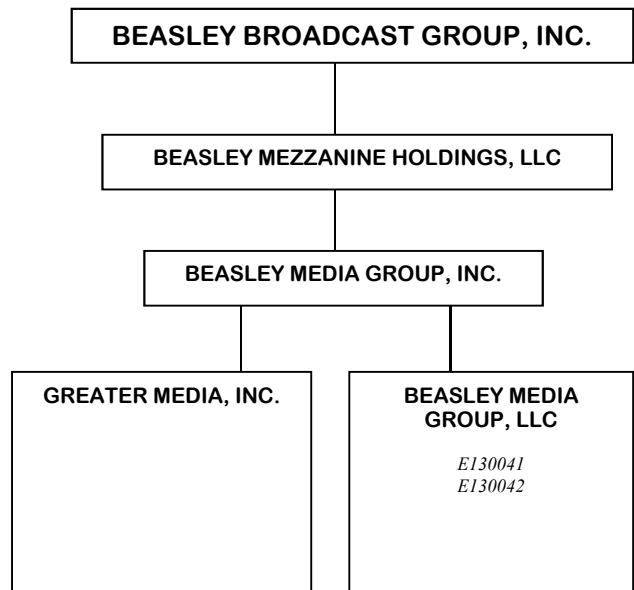 BEASLEY BROADCAST GROUP, INC.
BEASLEY MEZZANINE HOLDINGS, LLC
BEASLEY MEDIA GROUP, INC.
GREATER MEDIA, INC.
BEASLEY MEDIA
GROUP, LLC
E130041
E130042